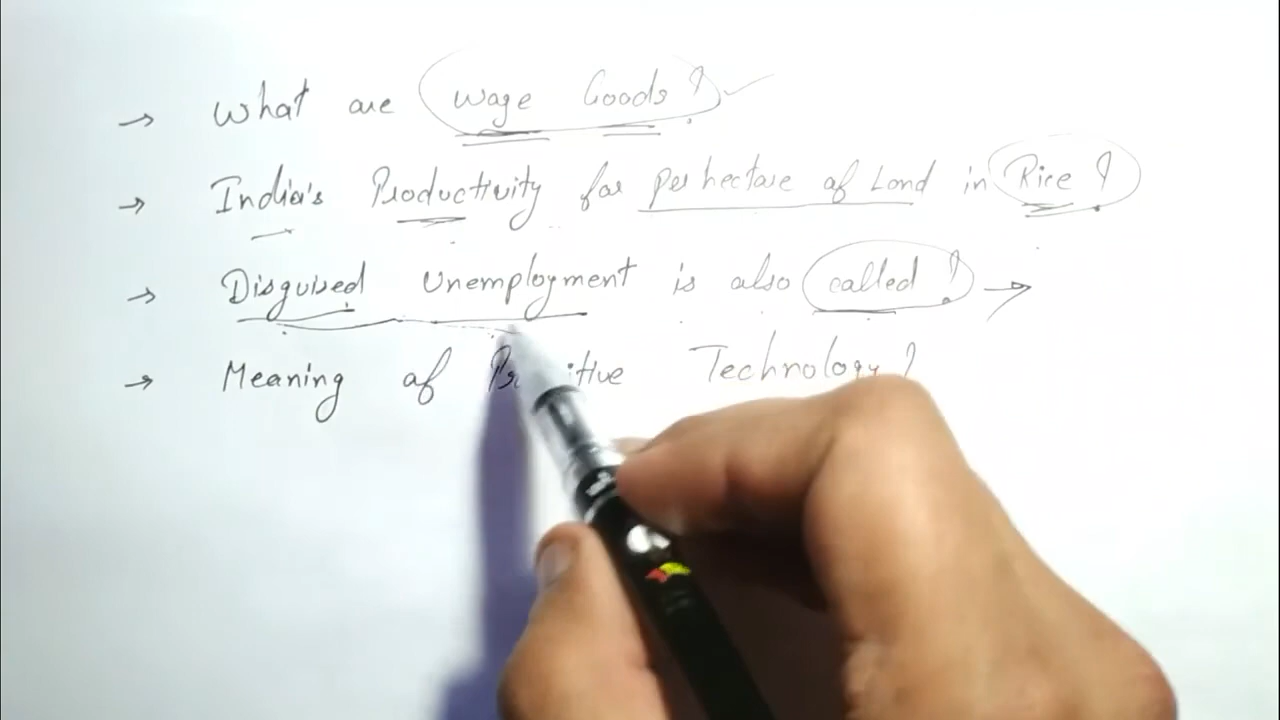 → What are Wage Goods?
→ India's Productivity for per hectare of Land in Rice?
→ Disguised Unemployment is also called? →
→ Meaning of Technology?